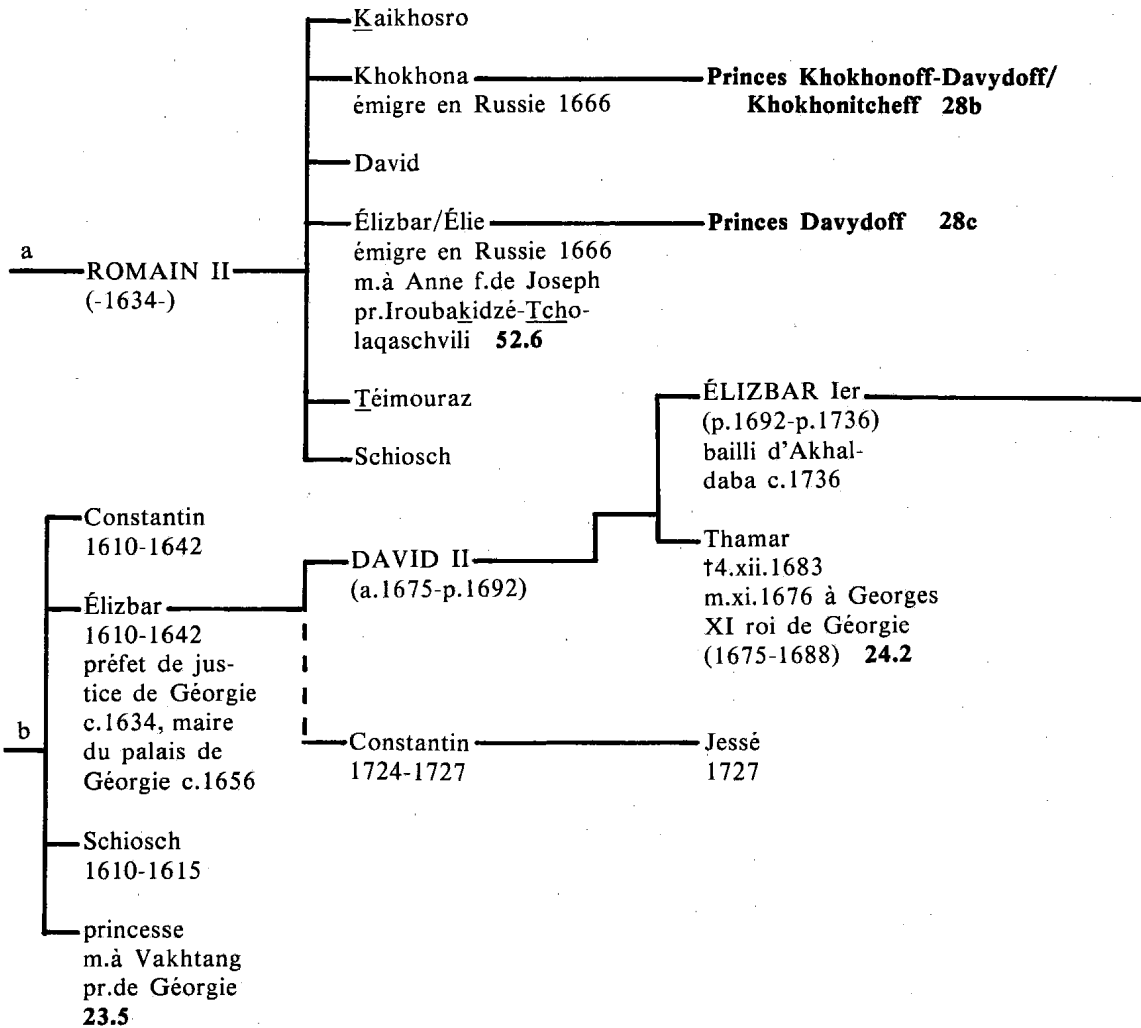 Kaikhosro
Khokhona
émigre en Russie 1666
Princes Khokhonoff-Davydoff/
Khokhonitcheff 28b
David
a
ROMAIN II
(-1634-)
Élizbar/Élie
émigre en Russie 1666
m.à Anne f.de Joseph
pr.Iroubakidzé-Tcho-
laqaschvili 52.6
Princes Davydoff 28c
Téimouraz
Schiosch
ÉLIZBAR Ier
(p.1692-p.1736)
bailli d'Akhal-
daba c.1736
Thamar
†4.xii.1683
m.xi.1676 à Georges
XI roi de Géorgie
(1675-1688) 24.2
b
Constantin
1610-1642
Élizbar
1610-1642
préfet de jus-
tice de Géorgie
c.1634, maire
du palais de
Géorgie c.1656
DAVID II
(a.1675-p.1692)
Constantin
1724-1727
Jessé
1727
Schiosch
1610-1615
princesse
m.à Vakhtang
pr.de Géorgie
23.5